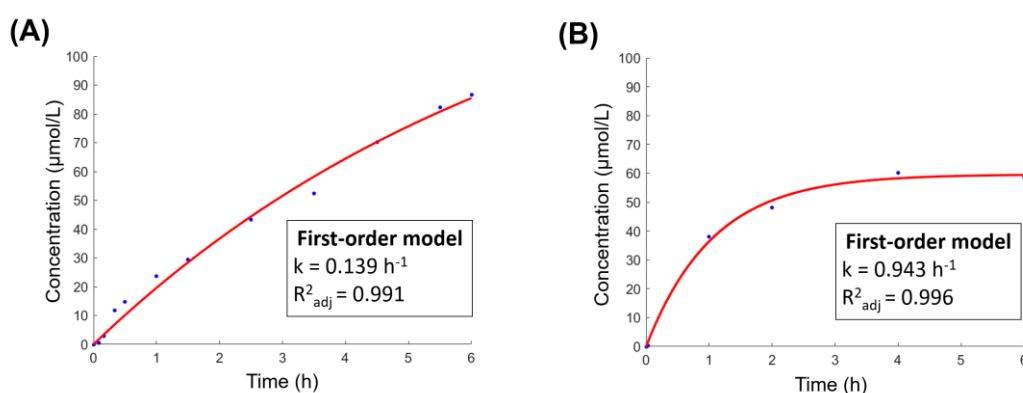 (A)
100
90
80
70
60
50
40
30
20
10
0
Concentration (μmol/L)
0 1 2 3 4 5 6
Time (h)
First-order model
k = 0.139 h⁻¹
R²adj = 0.991
(B)
100
90
80
70
60
50
40
30
20
10
0
Concentration (μmol/L)
0 1 2 3 4 5 6
Time (h)
First-order model
k = 0.943 h⁻¹
R²adj = 0.996